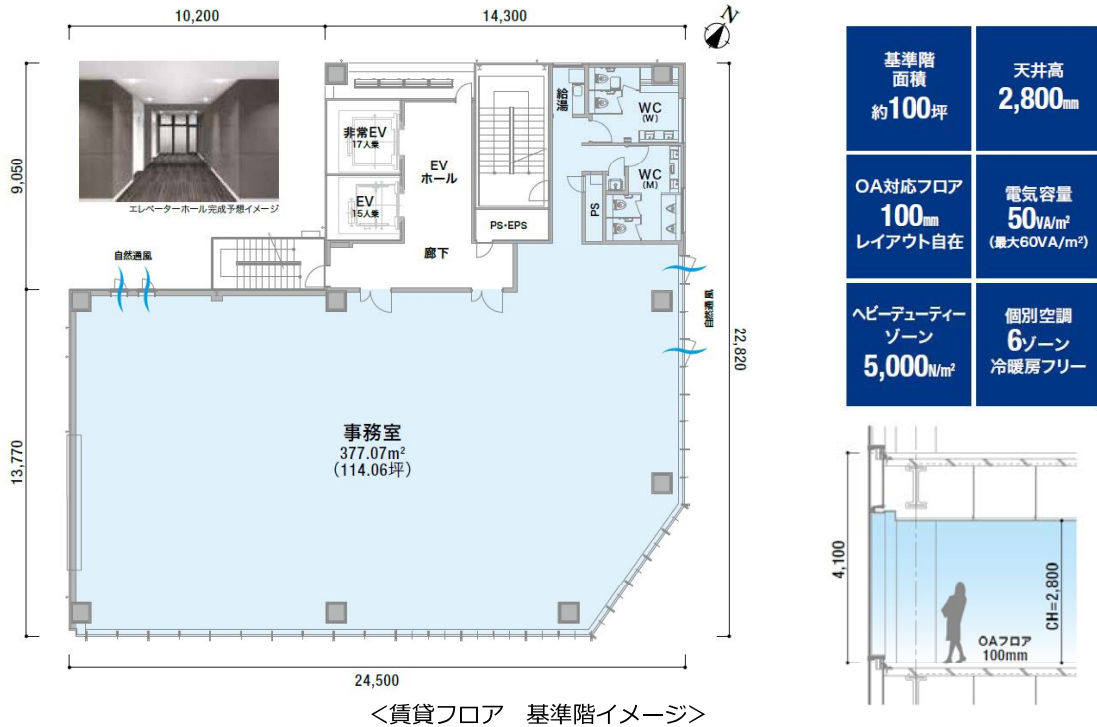 10,200
14,300
N
9,050
13,770
22,820
24,500
エレベーターホール完成予想イメージ
非常EV
17人乗
EV
15人乗
EV
ホール
廊下
PS・EPS
給湯
WC
(W)
WC
(M)
PS
自然通風
自然通風
事務室
377.07m²
(114.06坪)
<賃貸フロア 基準階イメージ>
基準階
面積
約100坪
天井高
2,800mm
OA対応フロア
100mm
レイアウト自在
電気容量
50VA/m²
(最大60VA/m²)
ヘビーデューティー
ゾーン
5,000N/m²
個別空調
6ゾーン
冷暖房フリー
4,100
CH=2,800
OAフロア
100mm